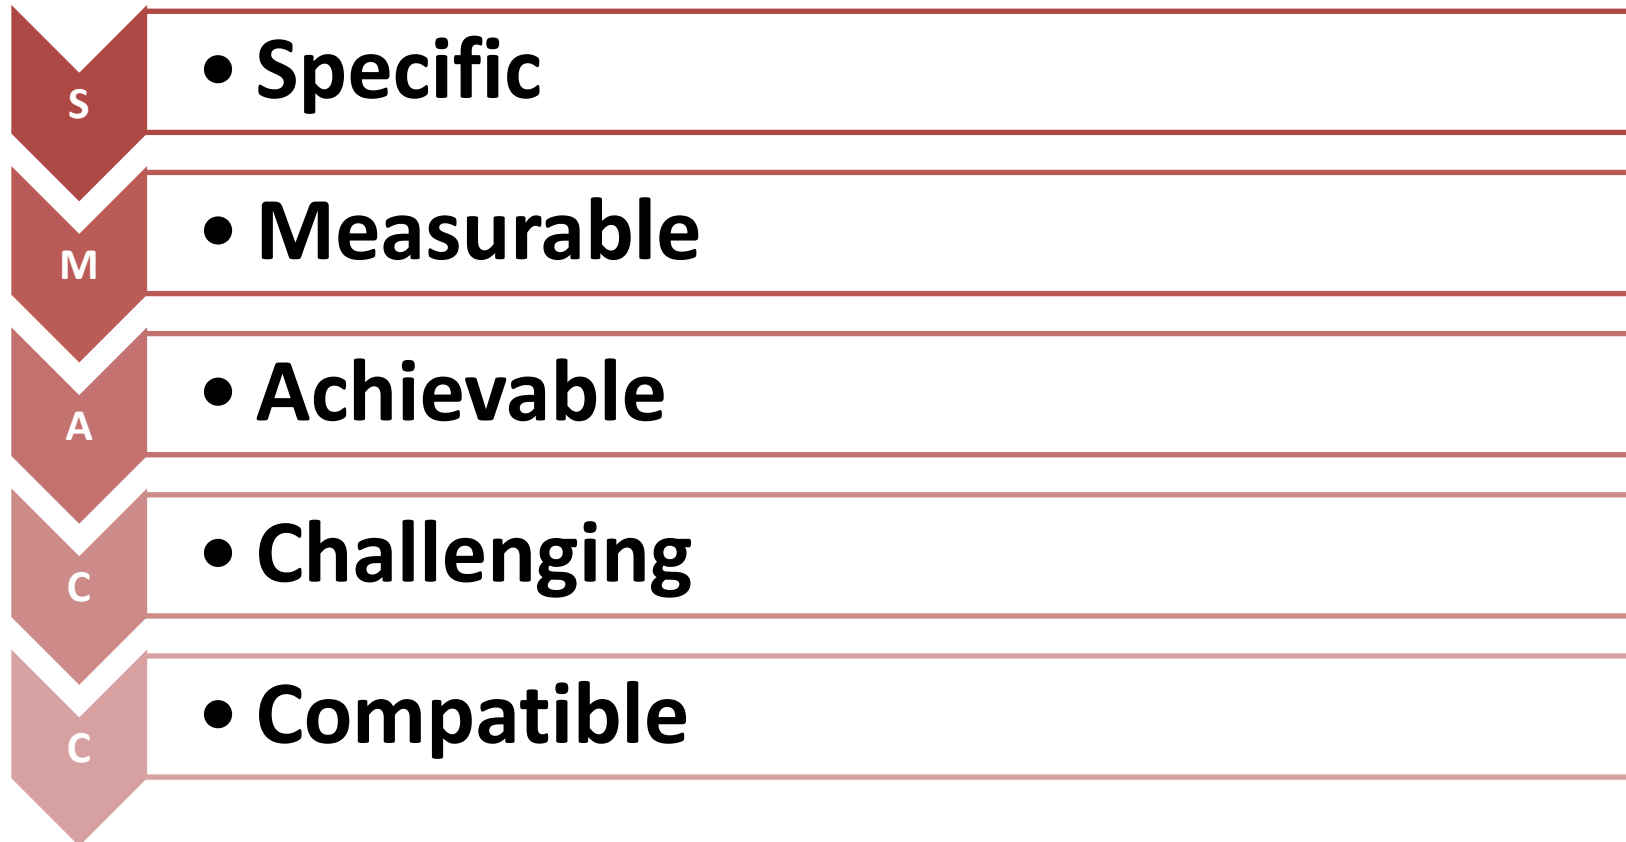 S
• Specific
M
• Measurable
A
• Achievable
C
• Challenging
C
• Compatible